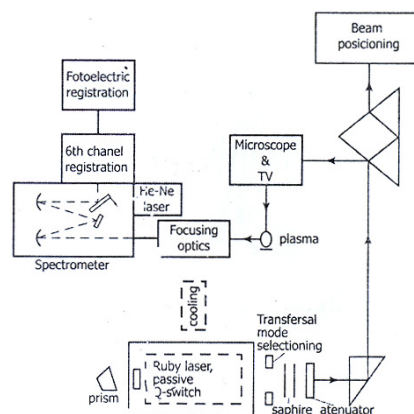 Beam
posicioning
Fotoelectric
registration
6th chanel
registration
He-Ne
laser
Microscope
&
TV
Focusing
optics
plasma
Spectrometer
cooling
Transfersal
mode
selectioning
Ruby laser,
passive
Q-switch
prism
saphire
atenuator